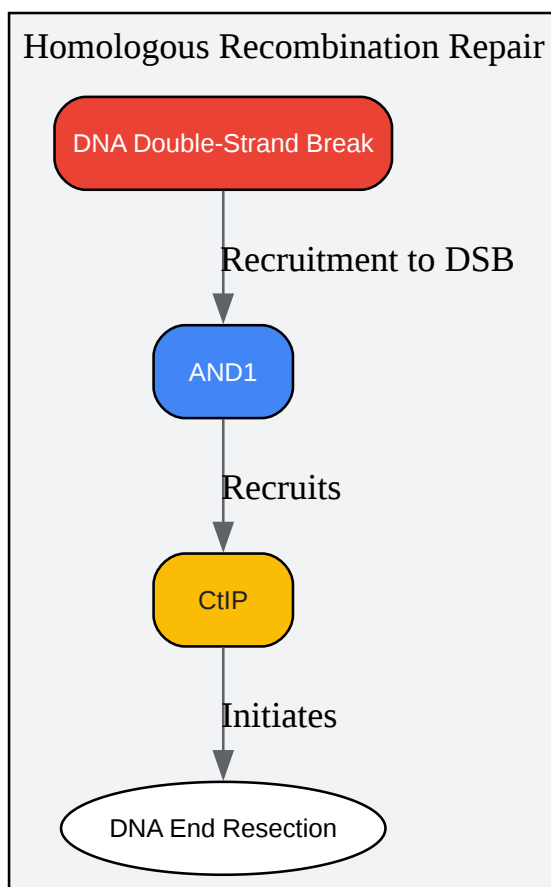 Homologous Recombination Repair
DNA Double-Strand Break
Recruitment to DSB
AND1
Recruits
CtIP
Initiates
DNA End Resection